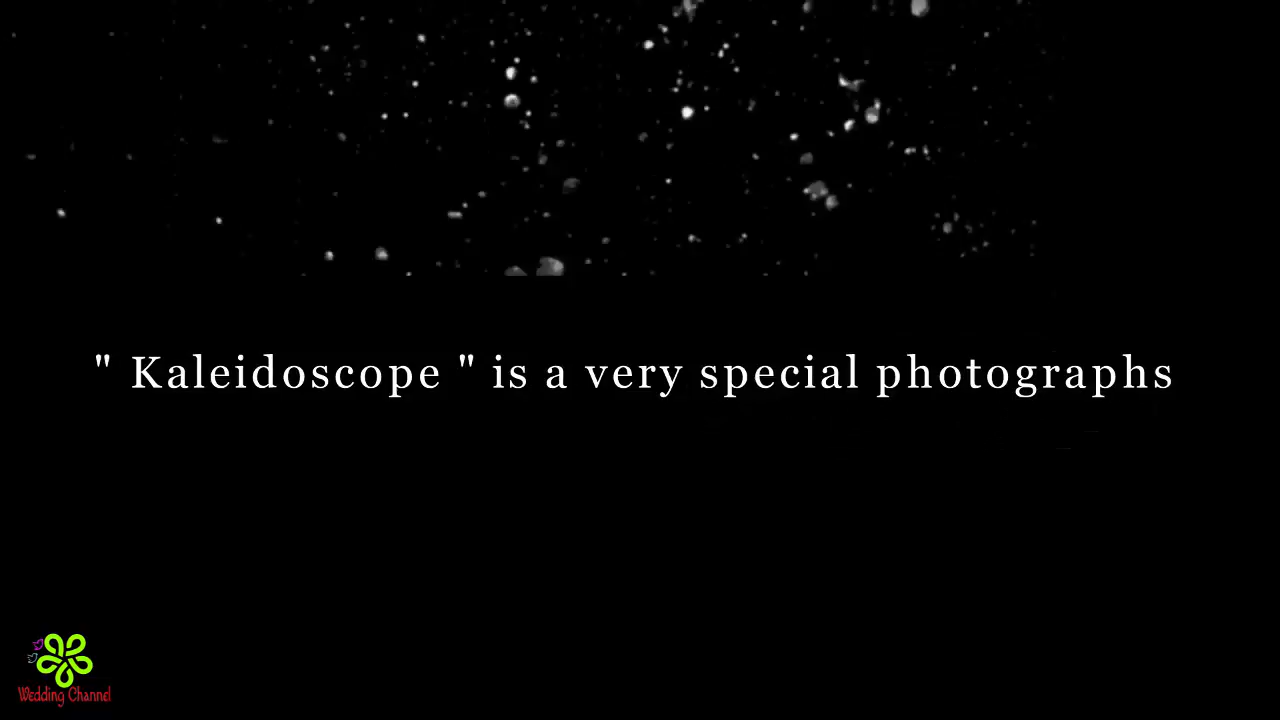 " Kaleidoscope " is a very special photographs
Wedding Channel